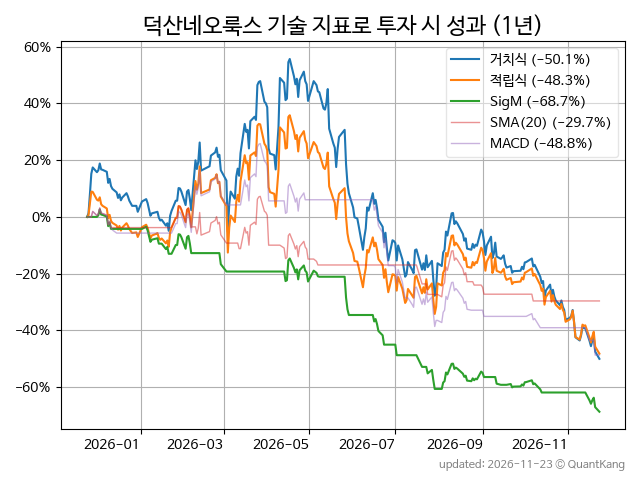 덕산네오룩스 기술 지표로 투자 시 성과 (1년)
60%
40%
20%
0%
−20%
−40%
−60%
거치식 (−50.1%)
적립식 (−48.3%)
SigM (−68.7%)
SMA(20) (−29.7%)
MACD (−48.8%)
2026-01
2026-03
2026-05
2026-07
2026-09
2026-11
updated: 2026-11-23 © QuantKang